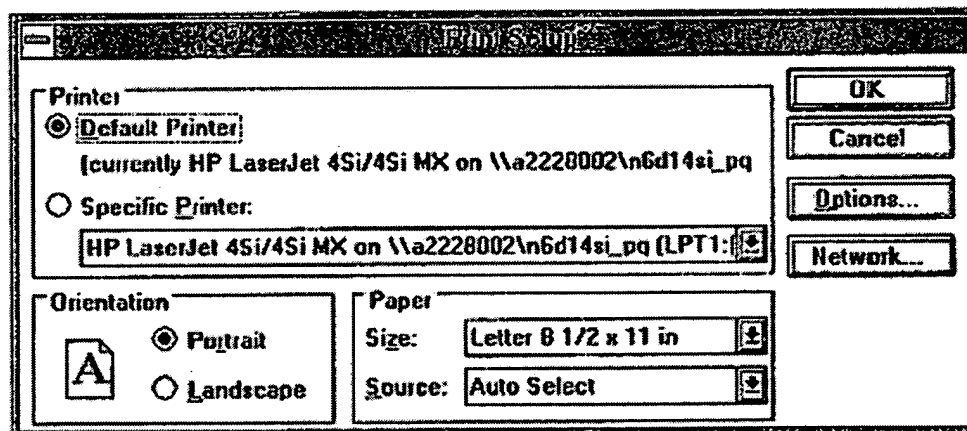 Print Setup
Printer
Default Printer
(currently HP LaserJet 4Si/4Si MX on \\a2228002\n6d14si_pq
Specific Printer:
HP LaserJet 4Si/4Si MX on \\a2228002\n6d14si_pq (LPT1:(
OK
Cancel
Options...
Network...
Orientation
A
Portrait
Landscape
Paper
Size: Letter 8 1/2 x 11 in
Source: Auto Select